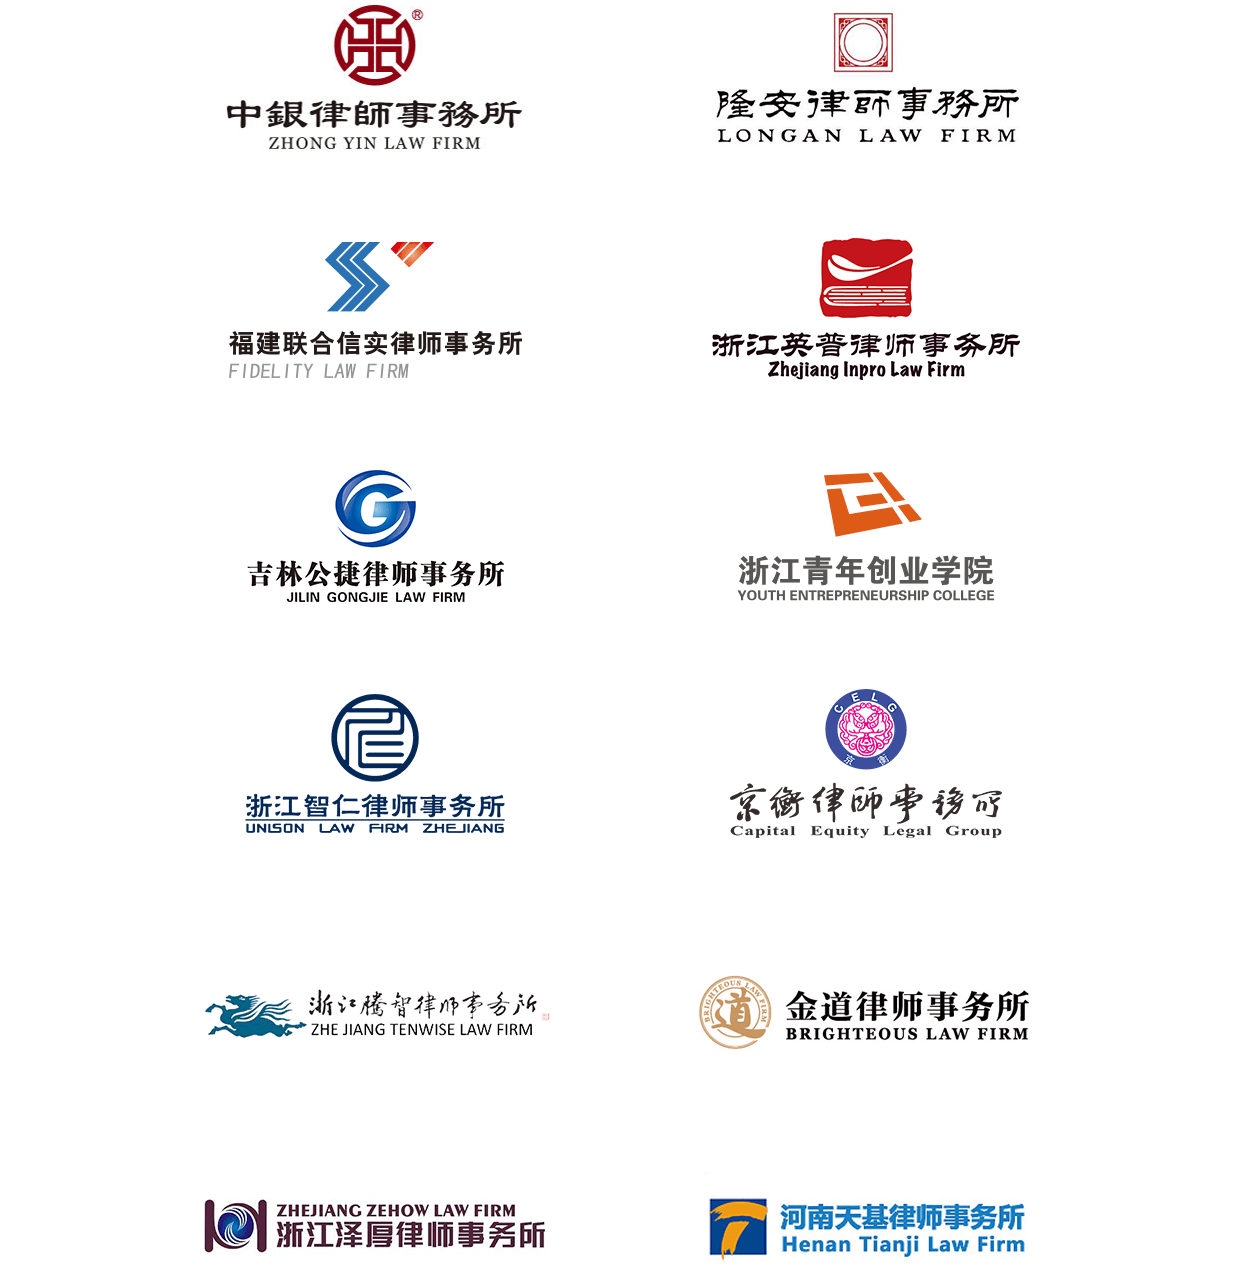 ®
中銀律師事務所
ZHONG YIN LAW FIRM
隆安律師事務所
LONGAN LAW FIRM
福建联合信实律师事务所
FIDELITY LAW FIRM
浙江英普律师事务所
Zhejiang Inpro Law Firm
G
吉林公捷律师事务所
JILIN GONGJIE LAW FIRM
浙江青年创业学院
YOUTH ENTREPRENEURSHIP COLLEGE
浙江智仁律师事务所
UNISON LAW FIRM ZHEJIANG
CELG
京衡
京衡律師事務所
Capital Equity Legal Group
浙江腾智律师事务所
ZHE JIANG TENWISE LAW FIRM
BRIGHTEOUS LAW FIRM
道
金道律师事务所
BRIGHTEOUS LAW FIRM
ZHEJIANG ZEHOW LAW FIRM
浙江泽厚律师事务所
河南天基律师事务所
Henan Tianji Law Firm